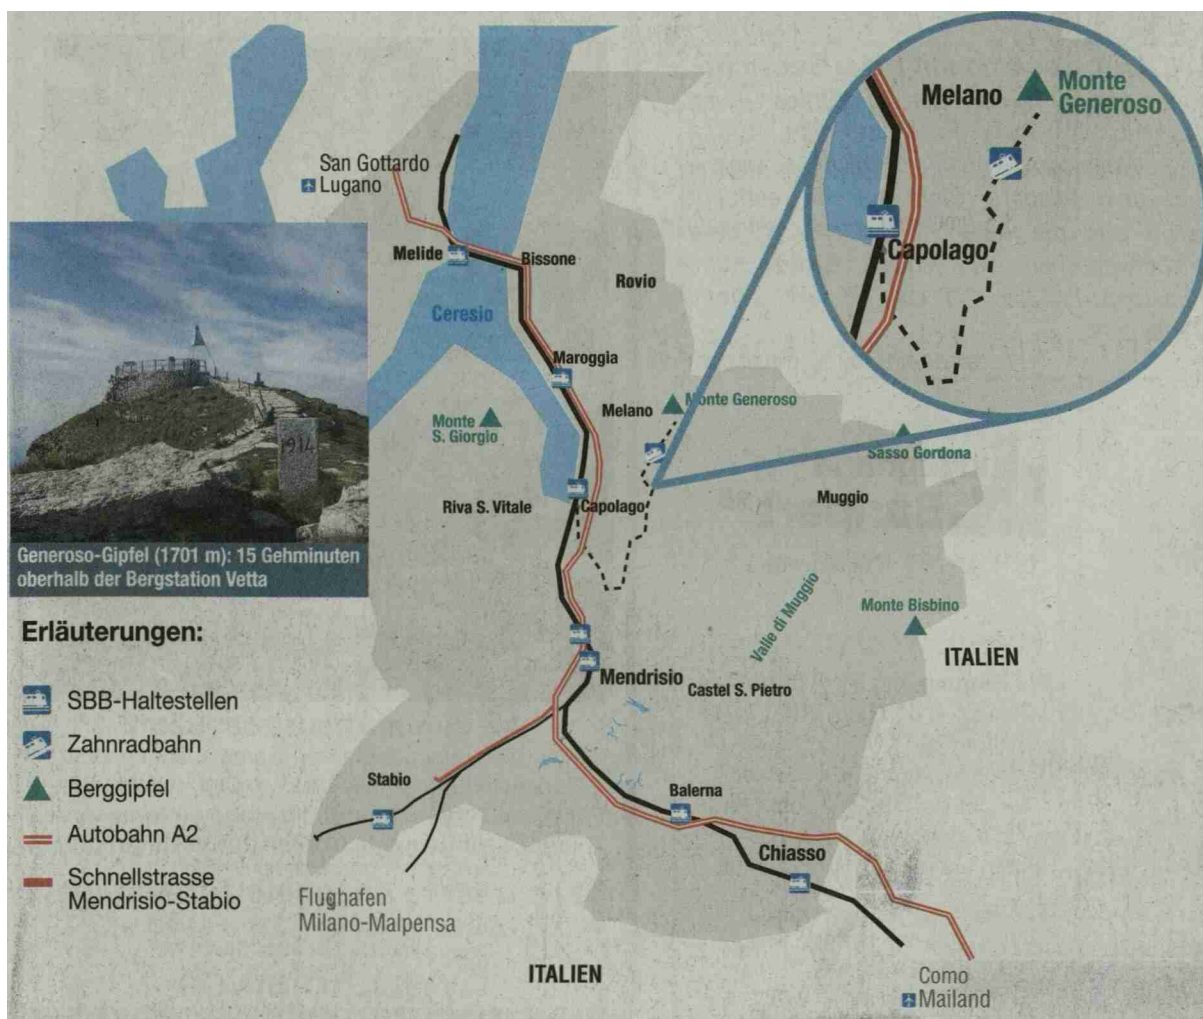 San Gottardo
Lugano
Melide
Bissone
Rovio
Ceresio
Maroggia
Melano
Monte Generoso
Monte
S. Giorgio
Riva S. Vitale
Capolago
Sasso Gordona
Muggio
Valle di Muggio
Monte Bisbino
ITALIEN
Mendrisio
Castel S. Pietro
Stabio
Balerna
Chiasso
Flughafen
Milano-Malpensa
ITALIEN
Como
Mailand
Melano
Monte
Generoso
Capolago
1914
Generoso-Gipfel (1701 m): 15 Gehminuten
oberhalb der Bergstation Vetta
Erläuterungen:
SBB-Haltestellen
Zahnradbahn
Berggipfel
Autobahn A2
Schnellstrasse
Mendrisio-Stabio